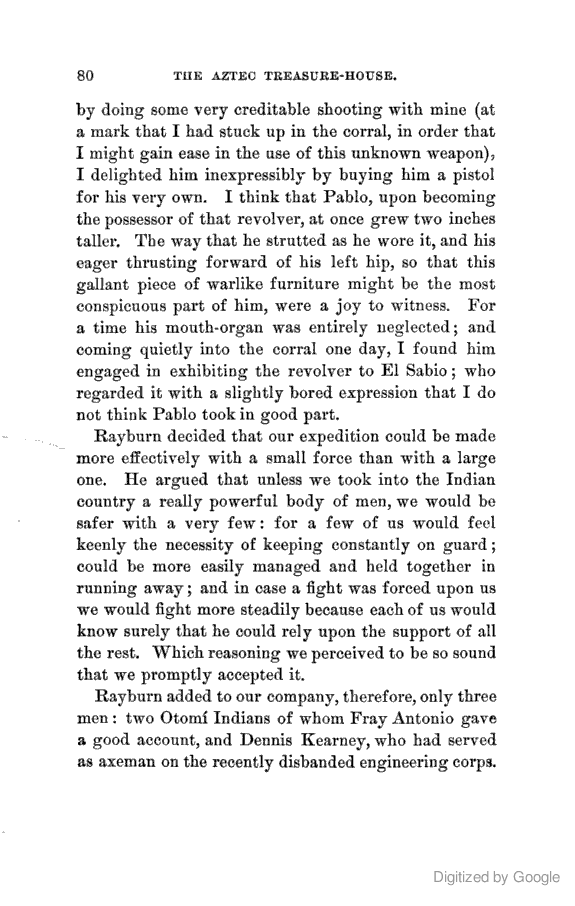 80 THE AZTEC TREASURE-HOUSE.
by doing some very creditable shooting with mine (at
a mark that I had stuck up in the corral, in order that
I might gain ease in the use of this unknown weapon),
I delighted him inexpressibly by buying him a pistol
for his very own. I think that Pablo, upon becoming
the possessor of that revolver, at once grew two inches
taller. The way that he strutted as he wore it, and his
eager thrusting forward of his left hip, so that this
gallant piece of warlike furniture might be the most
conspicuous part of him, were a joy to witness. For
a time his mouth-organ was entirely neglected; and
coming quietly into the corral one day, I found him
engaged in exhibiting the revolver to El Sabio; who
regarded it with a slightly bored expression that I do
not think Pablo took in good part.
Rayburn decided that our expedition could be made
more effectively with a small force than with a large
one. He argued that unless we took into the Indian
country a really powerful body of men, we would be
safer with a very few: for a few of us would feel
keenly the necessity of keeping constantly on guard;
could be more easily managed and held together in
running away; and in case a fight was forced upon us
we would fight more steadily because each of us would
know surely that he could rely upon the support of all
the rest. Which reasoning we perceived to be so sound
that we promptly accepted it.
Rayburn added to our company, therefore, only three
men: two Otomí Indians of whom Fray Antonio gave
a good account, and Dennis Kearney, who had served
as axeman on the recently disbanded engineering corps.
Digitized by Google